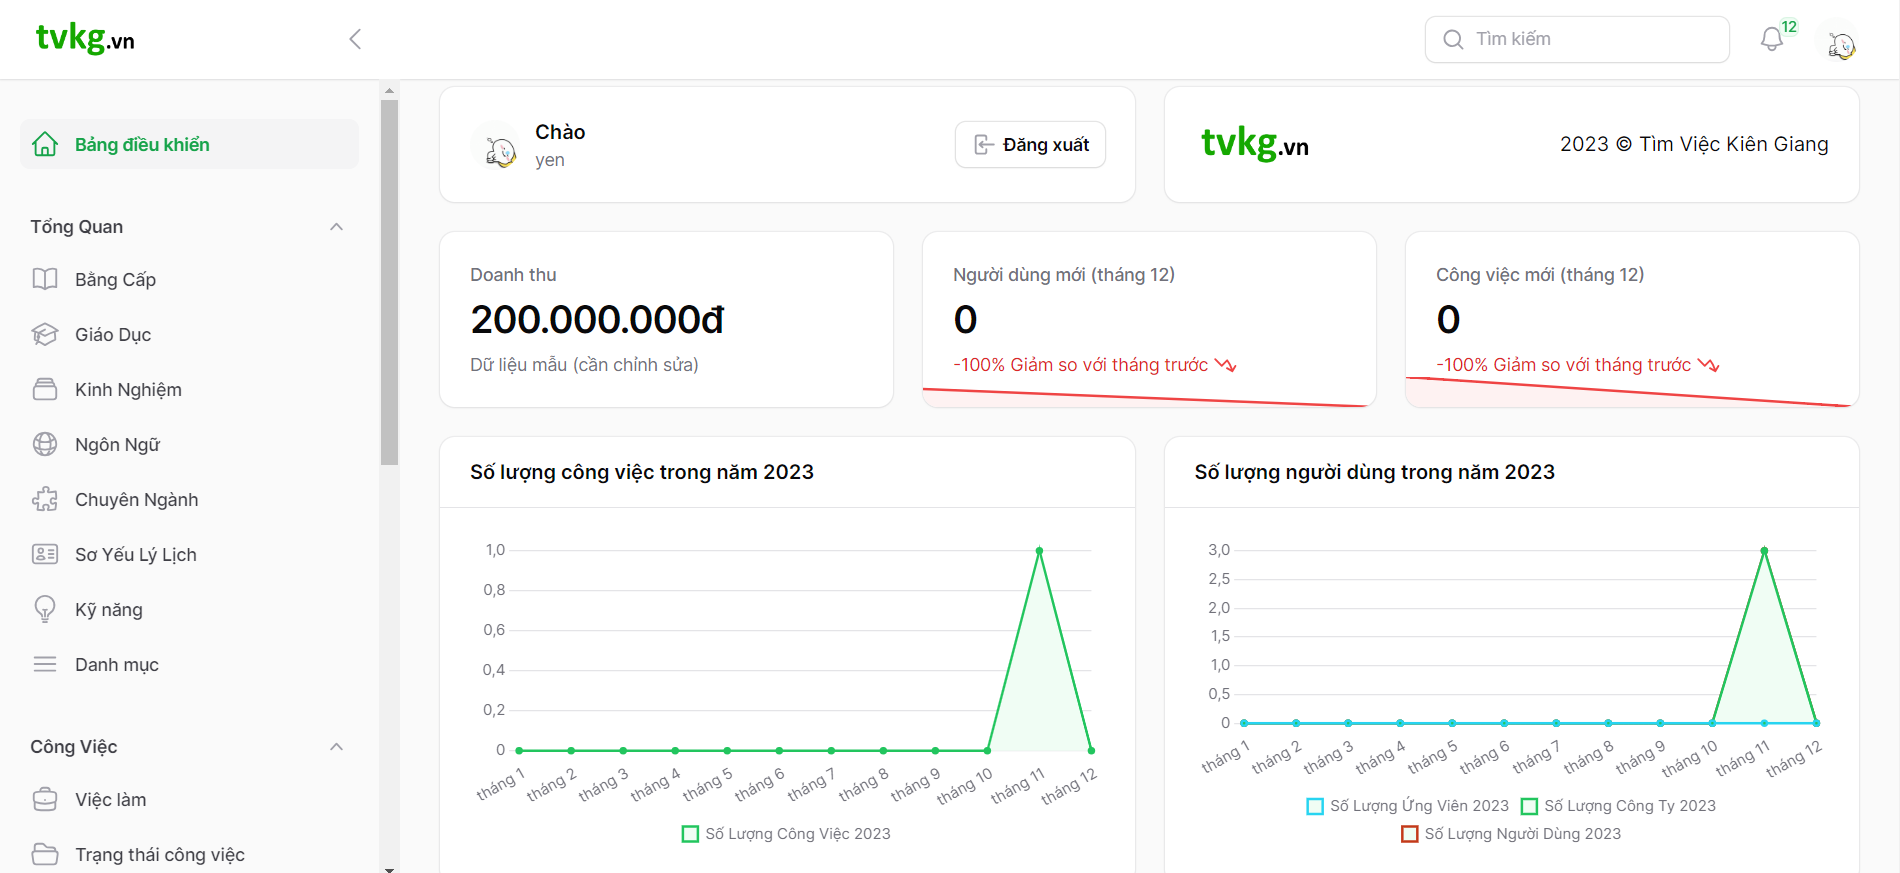 tvkg.vn
Tìm kiếm
12
Bảng điều khiển
Tổng Quan
Bằng Cấp
Giáo Dục
Kinh Nghiệm
Ngôn Ngữ
Chuyên Ngành
Sơ Yếu Lý Lịch
Kỹ năng
Danh mục
Công Việc
Việc làm
Trạng thái công việc
Chào
yen
Đăng xuất
tvkg.vn
2023 © Tìm Việc Kiên Giang
Doanh thu
200.000.000đ
Dữ liệu mẫu (cần chỉnh sửa)
Người dùng mới (tháng 12)
0
-100% Giảm so với tháng trước
Công việc mới (tháng 12)
0
-100% Giảm so với tháng trước
Số lượng công việc trong năm 2023
1,0
0,8
0,6
0,4
0,2
0
tháng 1
tháng 2
tháng 3
tháng 4
tháng 5
tháng 6
tháng 7
tháng 8
tháng 9
tháng 10
tháng 11
tháng 12
Số Lượng Công Việc 2023
Số lượng người dùng trong năm 2023
3,0
2,5
2,0
1,5
1,0
0,5
0
tháng 1
tháng 2
tháng 3
tháng 4
tháng 5
tháng 6
tháng 7
tháng 8
tháng 9
tháng 10
tháng 11
tháng 12
Số Lượng Ứng Viên 2023
Số Lượng Công Ty 2023
Số Lượng Người Dùng 2023